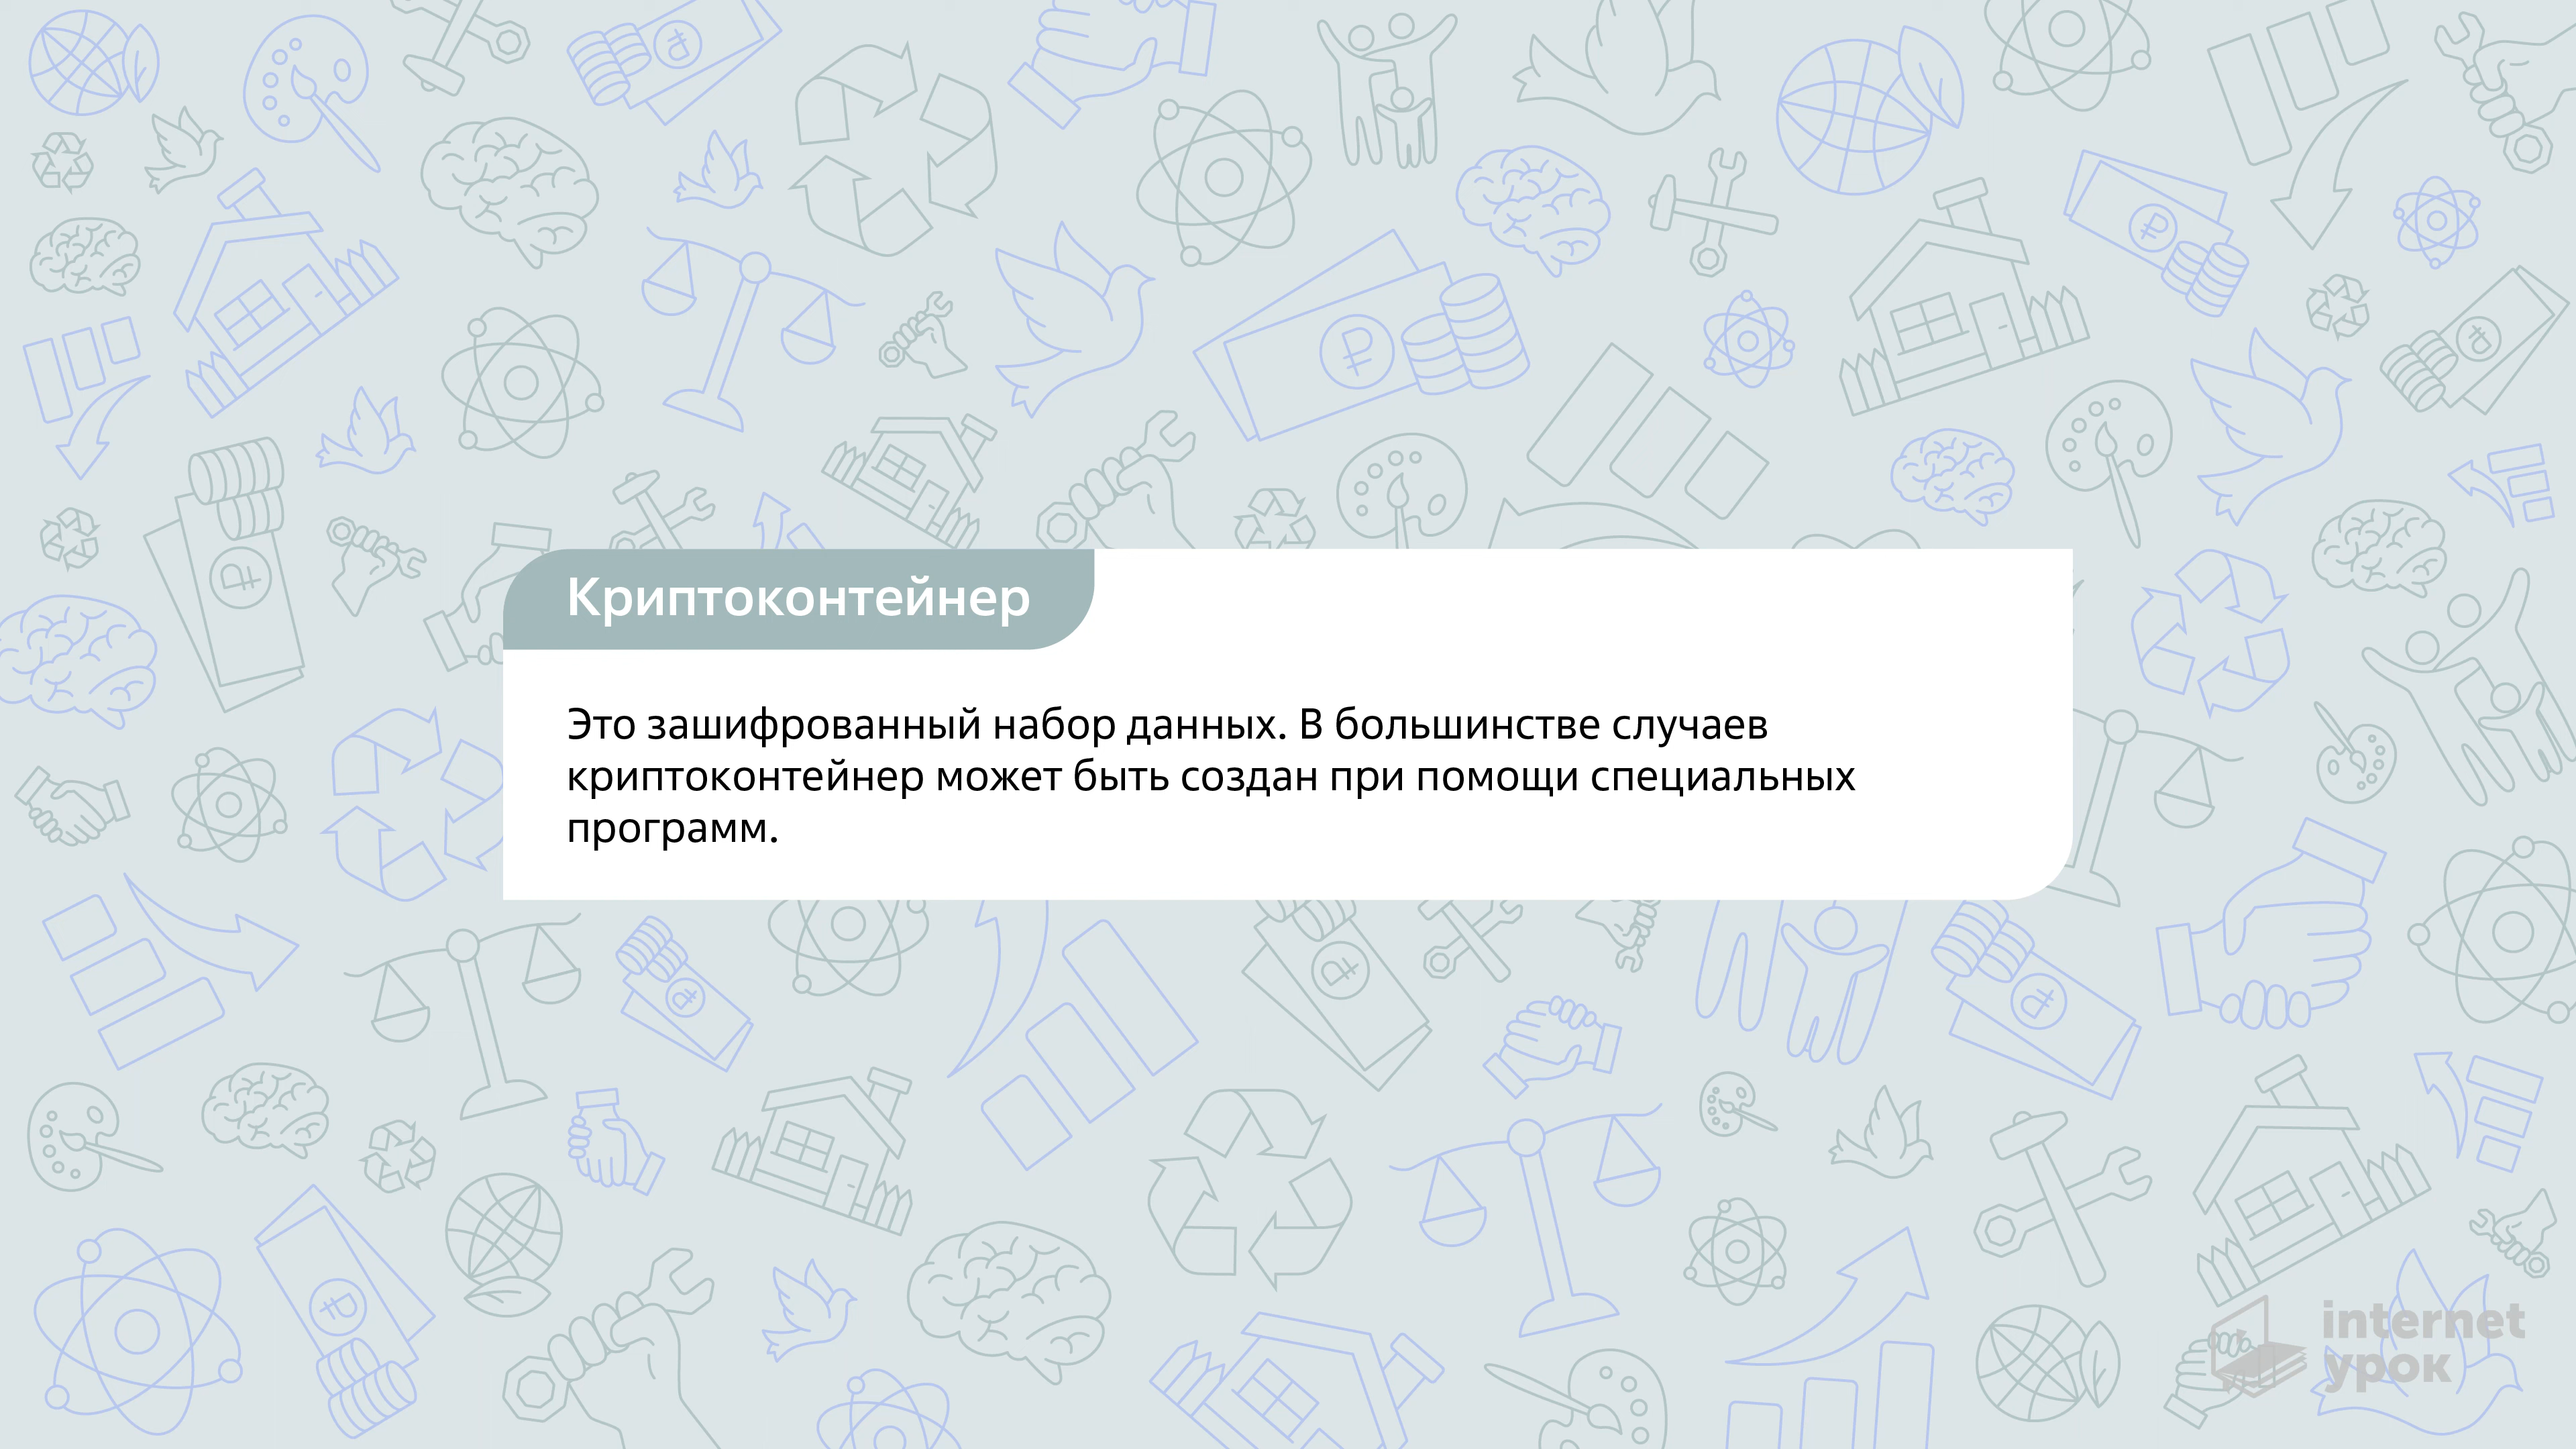 Криптоконтейнер
Это зашифрованный набор данных. В большинстве случаев
криптоконтейнер может быть создан при помощи специальных
программ.
internet
урок